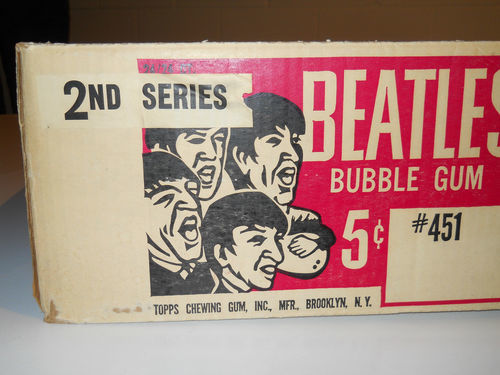 2ND SERIES
BEATLES
BUBBLE GUM
5¢
#451
TOPPS CHEWING GUM, INC., MFR., BROOKLYN, N.Y.